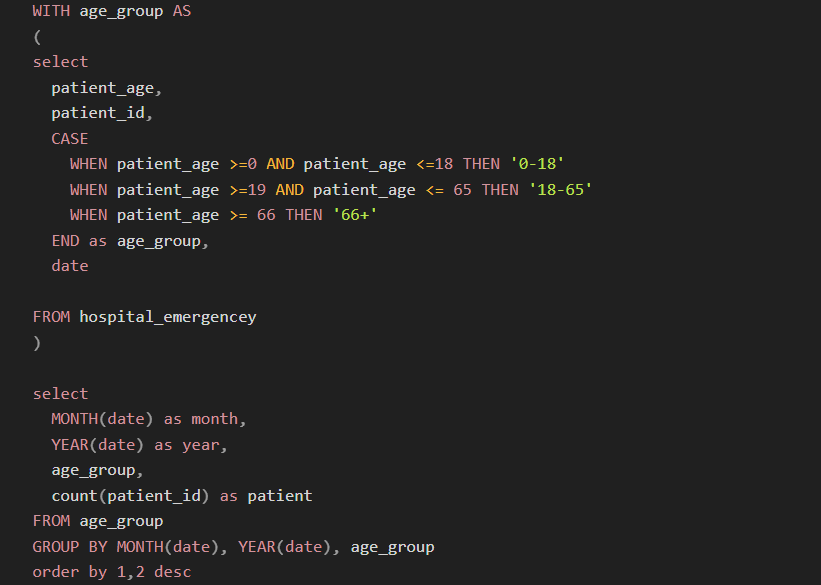 WITH age_group AS
(
select
patient_age,
patient_id,
CASE
WHEN patient_age >=0 AND patient_age <=18 THEN '0-18'
WHEN patient_age >=19 AND patient_age <= 65 THEN '18-65'
WHEN patient_age >= 66 THEN '66+'
END as age_group,
date
FROM hospital_emergencey
)
select
MONTH(date) as month,
YEAR(date) as year,
age_group,
count(patient_id) as patient
FROM age_group
GROUP BY MONTH(date), YEAR(date), age_group
order by 1,2 desc